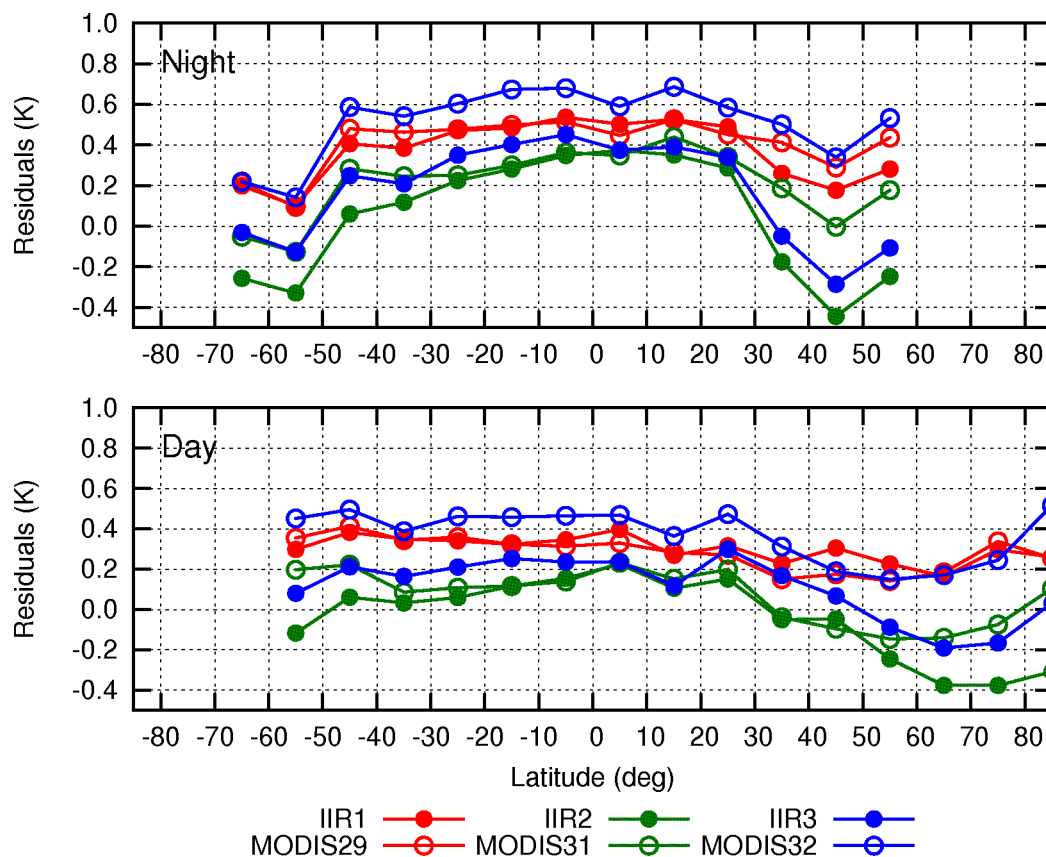 1.0
0.8
0.6
0.4
0.2
0.0
-0.2
-0.4
Residuals (K)
Night
-80 -70 -60 -50 -40 -30 -20 -10 0 10 20 30 40 50 60 70 80
1.0
0.8
0.6
0.4
0.2
0.0
-0.2
-0.4
Residuals (K)
Day
-80 -70 -60 -50 -40 -30 -20 -10 0 10 20 30 40 50 60 70 80
Latitude (deg)
IIR1 IIR2 IIR3
MODIS29 MODIS31 MODIS32